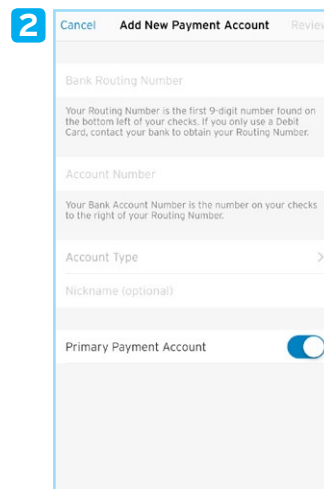 2
Cancel Add New Payment Account Review
Bank Routing Number
Your Routing Number is the first 9-digit number found on
the bottom left of your checks. If you only use a Debit
Card, contact your bank to obtain your Routing Number.
Account Number
Your Bank Account Number is the number on your checks
to the right of your Routing Number.
Account Type
Nickname (optional)
Primary Payment Account